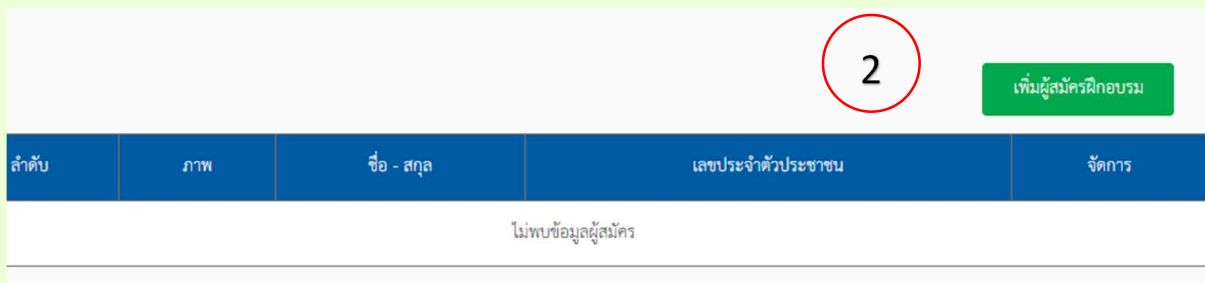 2
เพิ่มผู้สมัครฝึกอบรม
ลำดับ ภาพ ชื่อ - สกุล เลขประจำตัวประชาชน จัดการ
ไม่พบข้อมูลผู้สมัคร